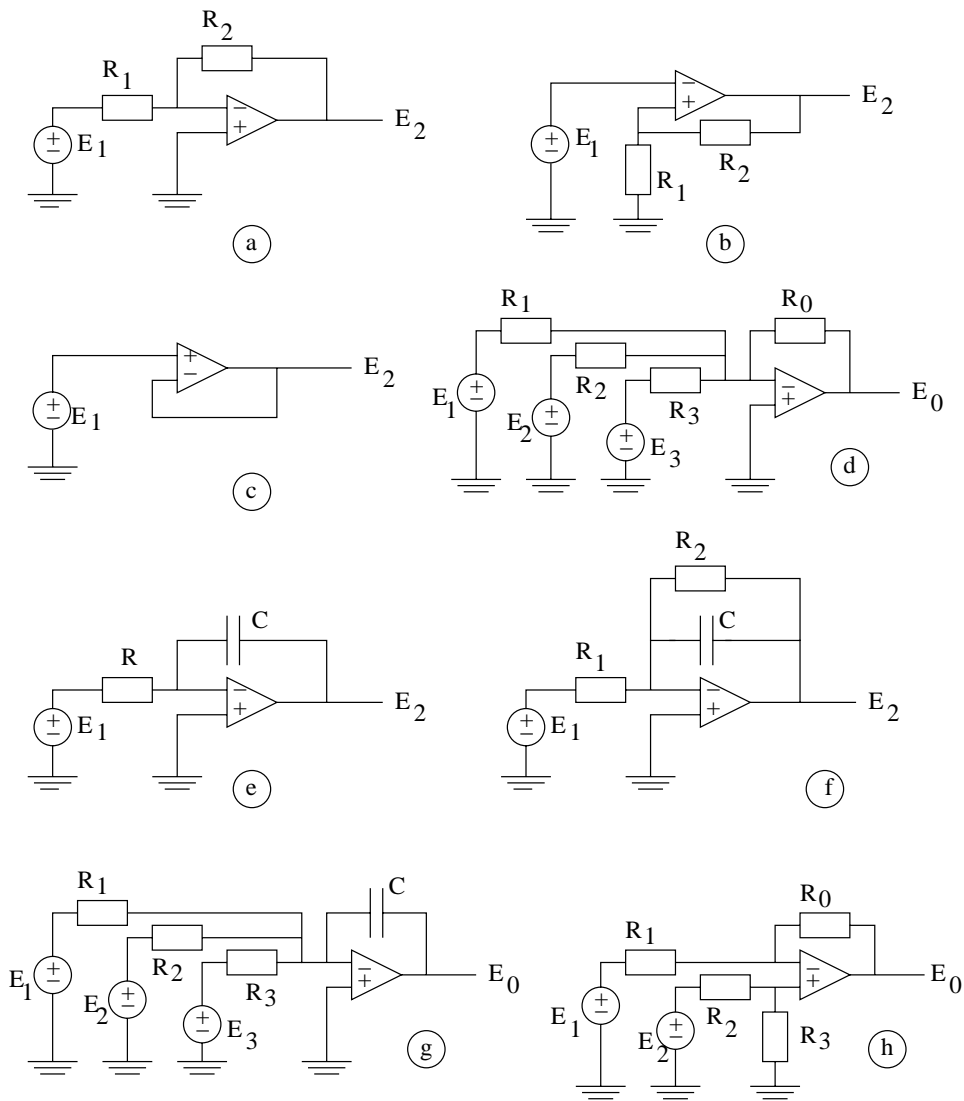 R2
R1
E1
− +
E2
a
E1
− +
R2
R1
E2
b
E1
+ −
E2
c
R1
R0
R2
R3
E1
E2
E3
− +
E0
d
C
R
E1
− +
E2
e
R2
C
R1
E1
− +
E2
f
R1
C
R2
R3
E1
E2
E3
− +
E0
g
R0
R1
R2
E1
E2
R3
− +
E0
h